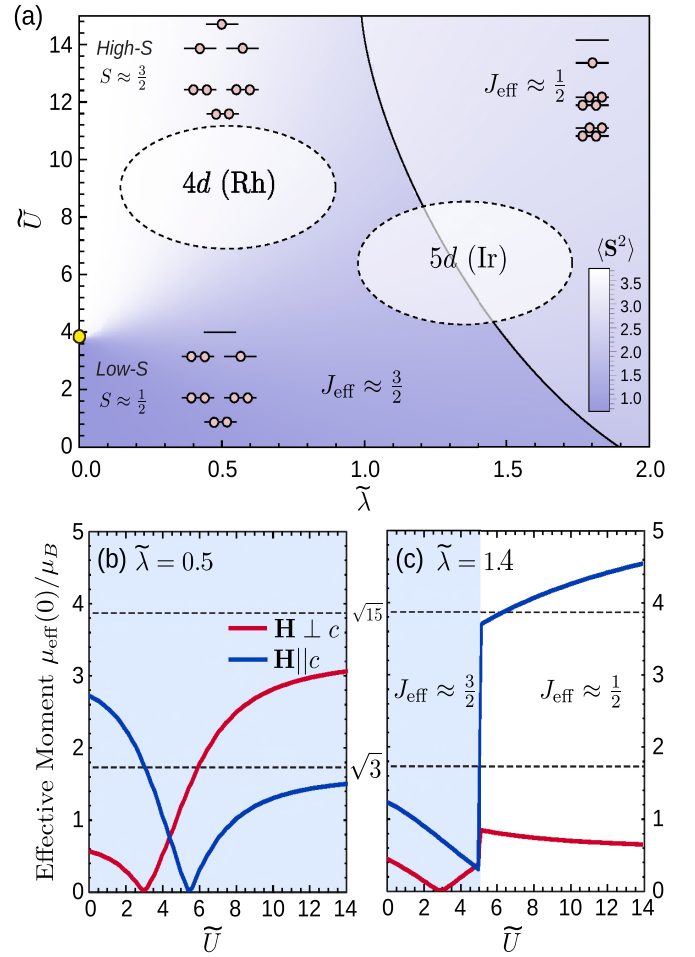 (a)
14
12
10
8
6
4
2
0
Ũ
High-S
S ≈ 3/2
4d (Rh)
J_eff ≈ 1/2
5d (Ir)
⟨S²⟩
3.5
3.0
2.5
2.0
1.5
1.0
Low-S
S ≈ 1/2
J_eff ≈ 3/2
0.0 0.5 1.0 1.5 2.0
λ̃
Effective Moment μ_eff(0)/μ_B
(b) λ̃ = 0.5
5
4
3
2
1
0
H ⊥ c
H||c
0 2 4 6 8 10 12 14
Ũ
√15
√3
(c) λ̃ = 1.4
J_eff ≈ 3/2
J_eff ≈ 1/2
5
4
3
2
1
0
0 2 4 6 8 10 12 14
Ũ